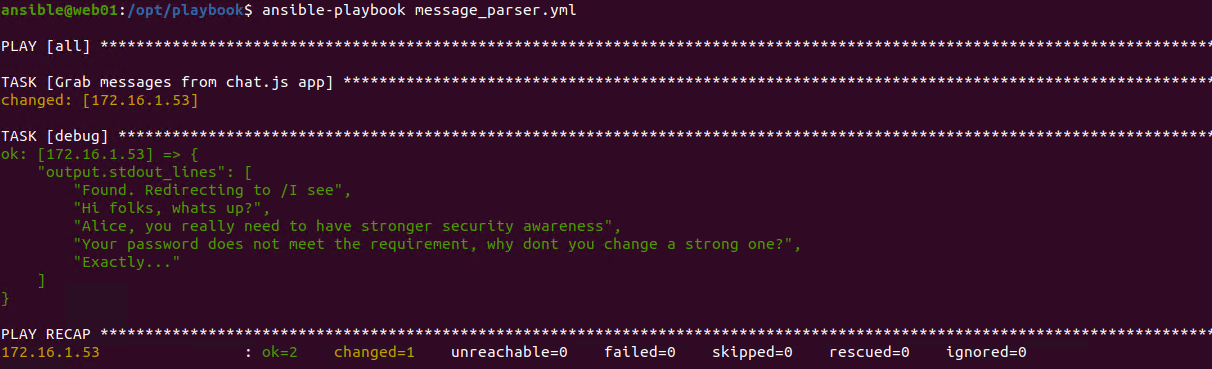 ansible@web01:/opt/playbook$ ansible-playbook message_parser.yml
PLAY [all] ****************************************************************************************************************************
TASK [Grab messages from chat.js app] *************************************************************************************************
changed: [172.16.1.53]
TASK [debug] **************************************************************************************************************************
ok: [172.16.1.53] => {
    "output.stdout_lines": [
        "Found. Redirecting to /I see",
        "Hi folks, whats up?",
        "Alice, you really need to have stronger security awareness",
        "Your password does not meet the requirement, why dont you change a strong one?",
        "Exactly..."
    ]
}
PLAY RECAP ****************************************************************************************************************************
172.16.1.53                : ok=2    changed=1    unreachable=0    failed=0    skipped=0    rescued=0    ignored=0